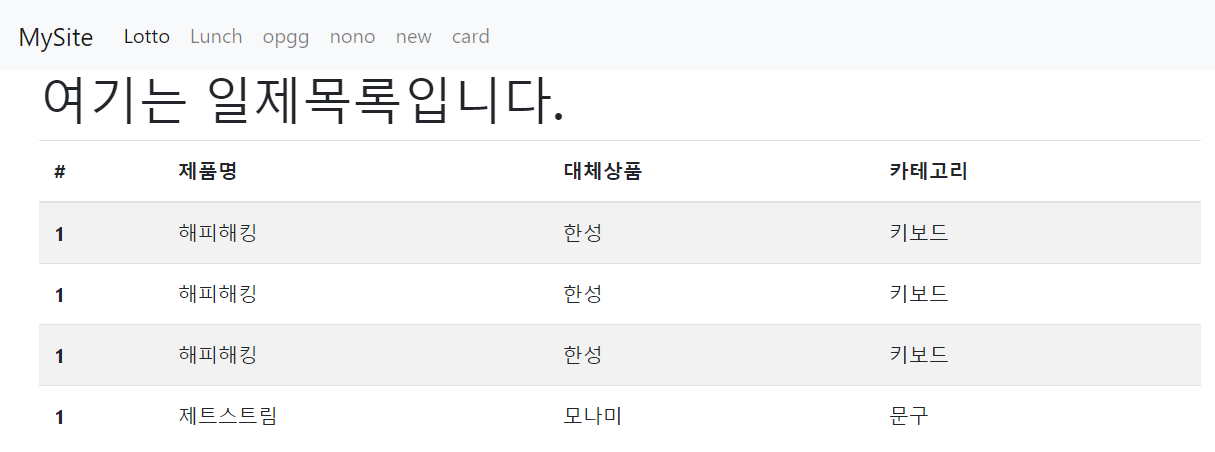 MySite Lotto Lunch opgg nono new card
여기는 일제목록입니다.
# 제품명 대체상품 카테고리
1 해피해킹 한성 키보드
1 해피해킹 한성 키보드
1 해피해킹 한성 키보드
1 제트스트림 모나미 문구